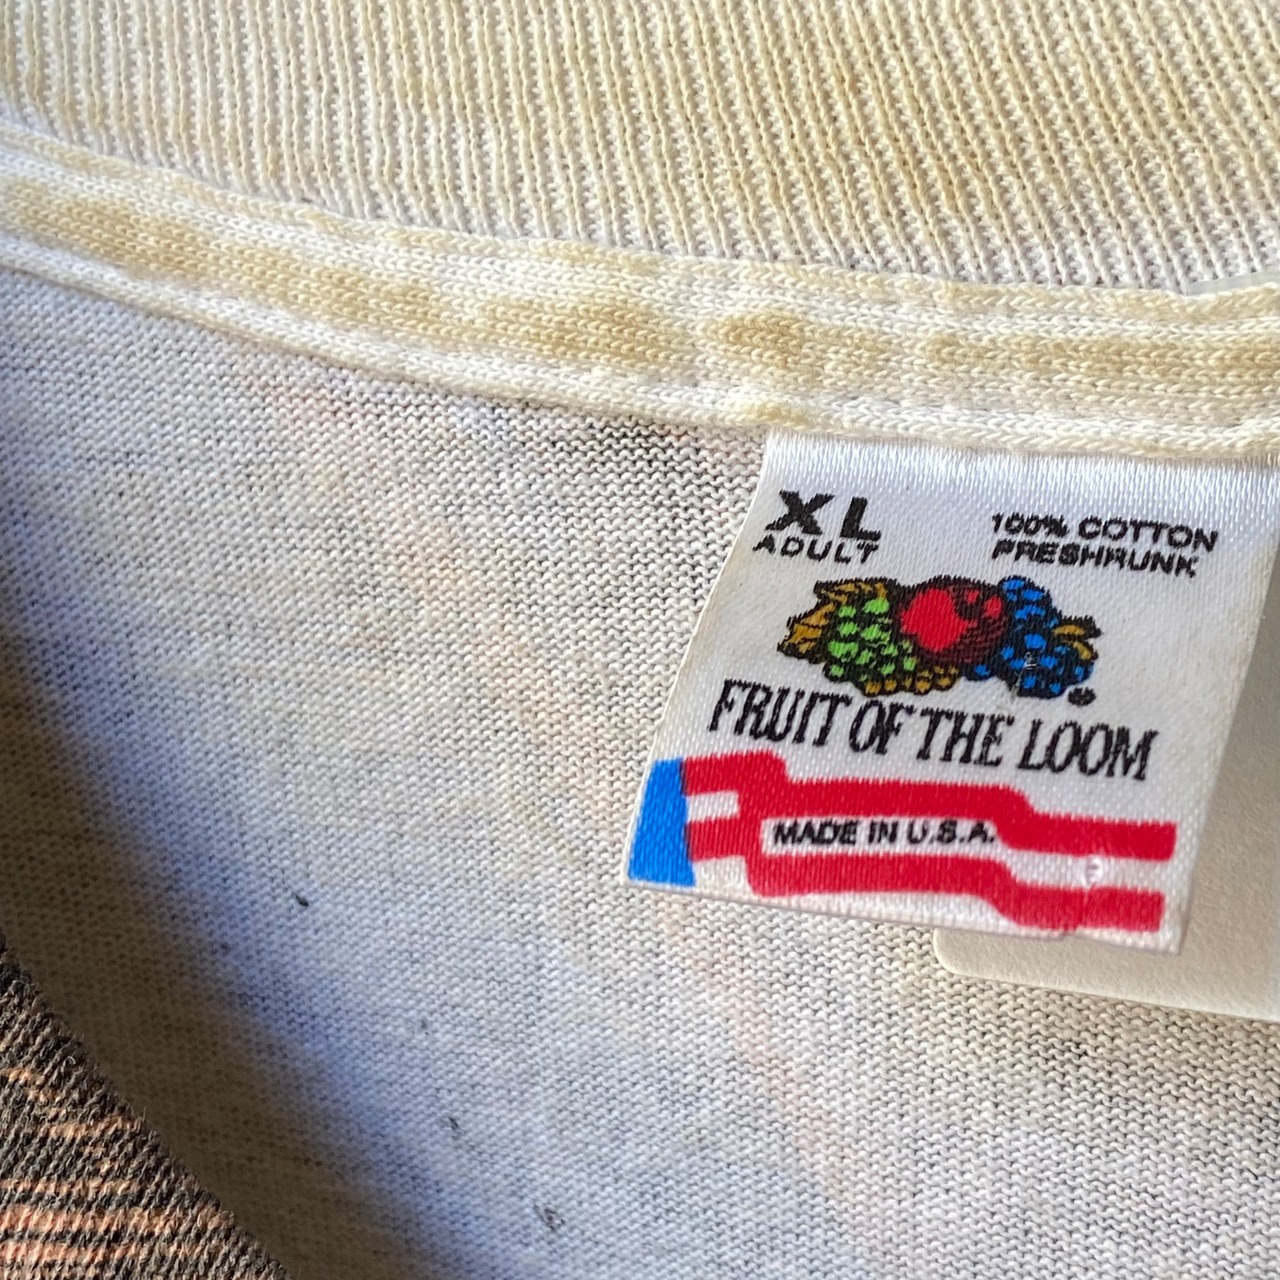 XL
ADULT
100% COTTON
PRESHRUNK
FRUIT OF THE LOOM
MADE IN U.S.A.